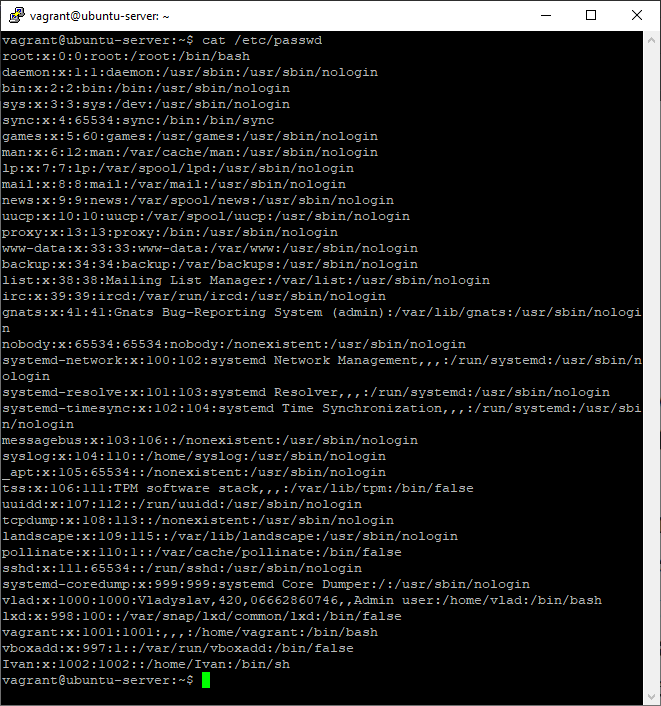 vagrant@ubuntu-server: ~
vagrant@ubuntu-server:~$ cat /etc/passwd
root:x:0:0:root:/root:/bin/bash
daemon:x:1:1:daemon:/usr/sbin:/usr/sbin/nologin
bin:x:2:2:bin:/bin:/usr/sbin/nologin
sys:x:3:3:sys:/dev:/usr/sbin/nologin
sync:x:4:65534:sync:/bin:/bin/sync
games:x:5:60:games:/usr/games:/usr/sbin/nologin
man:x:6:12:man:/var/cache/man:/usr/sbin/nologin
lp:x:7:7:lp:/var/spool/lpd:/usr/sbin/nologin
mail:x:8:8:mail:/var/mail:/usr/sbin/nologin
news:x:9:9:news:/var/spool/news:/usr/sbin/nologin
uucp:x:10:10:uucp:/var/spool/uucp:/usr/sbin/nologin
proxy:x:13:13:proxy:/bin:/usr/sbin/nologin
www-data:x:33:33:www-data:/var/www:/usr/sbin/nologin
backup:x:34:34:backup:/var/backups:/usr/sbin/nologin
list:x:38:38:Mailing List Manager:/var/list:/usr/sbin/nologin
irc:x:39:39:ircd:/var/run/ircd:/usr/sbin/nologin
gnats:x:41:41:Gnats Bug-Reporting System (admin):/var/lib/gnats:/usr/sbin/nologi
n
nobody:x:65534:65534:nobody:/nonexistent:/usr/sbin/nologin
systemd-network:x:100:102:systemd Network Management,,,:/run/systemd:/usr/sbin/n
ologin
systemd-resolve:x:101:103:systemd Resolver,,,:/run/systemd:/usr/sbin/nologin
systemd-timesync:x:102:104:systemd Time Synchronization,,,:/run/systemd:/usr/sbi
n/nologin
messagebus:x:103:106::/nonexistent:/usr/sbin/nologin
syslog:x:104:110::/home/syslog:/usr/sbin/nologin
_apt:x:105:65534::/nonexistent:/usr/sbin/nologin
tss:x:106:111:TPM software stack,,,:/var/lib/tpm:/bin/false
uuidd:x:107:112::/run/uuidd:/usr/sbin/nologin
tcpdump:x:108:113::/nonexistent:/usr/sbin/nologin
landscape:x:109:115::/var/lib/landscape:/usr/sbin/nologin
pollinate:x:110:1::/var/cache/pollinate:/bin/false
sshd:x:111:65534::/run/sshd:/usr/sbin/nologin
systemd-coredump:x:999:999:systemd Core Dumper:/:/usr/sbin/nologin
vlad:x:1000:1000:Vladyslav,420,06662860746,,Admin user:/home/vlad:/bin/bash
lxd:x:998:100::/var/snap/lxd/common/lxd:/bin/false
vagrant:x:1001:1001:,,,:/home/vagrant:/bin/bash
vboxadd:x:997:1::/var/run/vboxadd:/bin/false
Ivan:x:1002:1002::/home/Ivan:/bin/sh
vagrant@ubuntu-server:~$